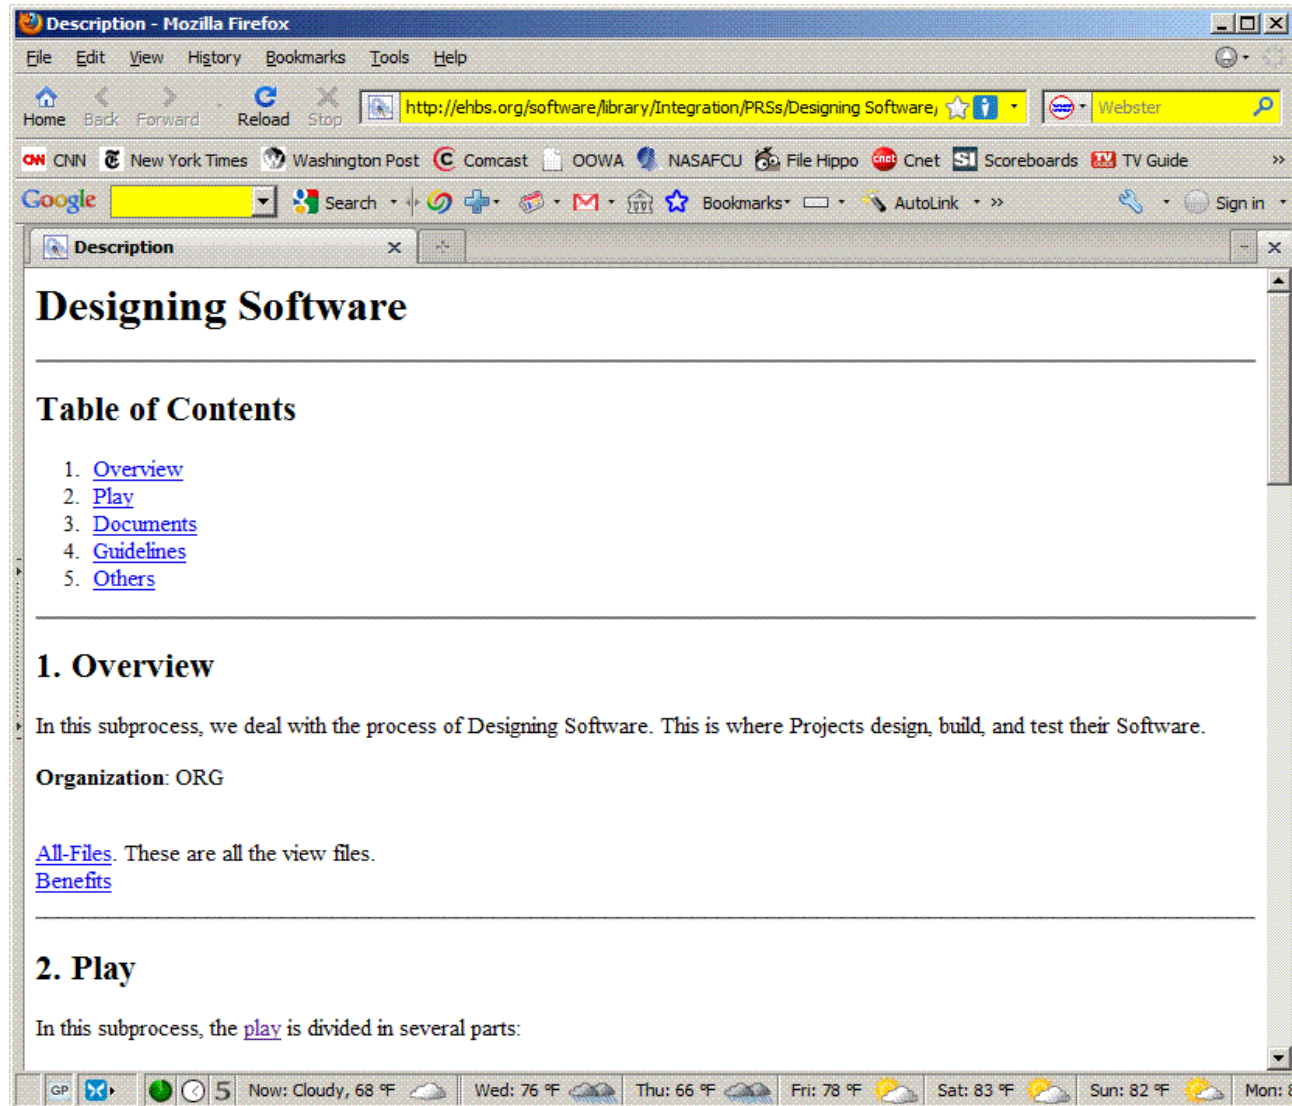 Description - Mozilla Firefox
File Edit View History Bookmarks Tools Help
Home Back Forward Reload Stop http://ehbs.org/software/library/Integration/PRSs/Designing Software, Webster
CNN CNN New York Times Washington Post Comcast OOWA NASAFCU File Hippo cnet Cnet SI Scoreboards TV Guide »
Google Search Bookmarks AutoLink » Sign in
Description
Designing Software
Table of Contents
1. Overview
2. Play
3. Documents
4. Guidelines
5. Others
1. Overview
In this subprocess, we deal with the process of Designing Software. This is where Projects design, build, and test their Software.
Organization: ORG
All-Files. These are all the view files.
Benefits
2. Play
In this subprocess, the play is divided in several parts:
GP 5 Now: Cloudy, 68 °F Wed: 76 °F Thu: 66 °F Fri: 78 °F Sat: 83 °F Sun: 82 °F Mon: